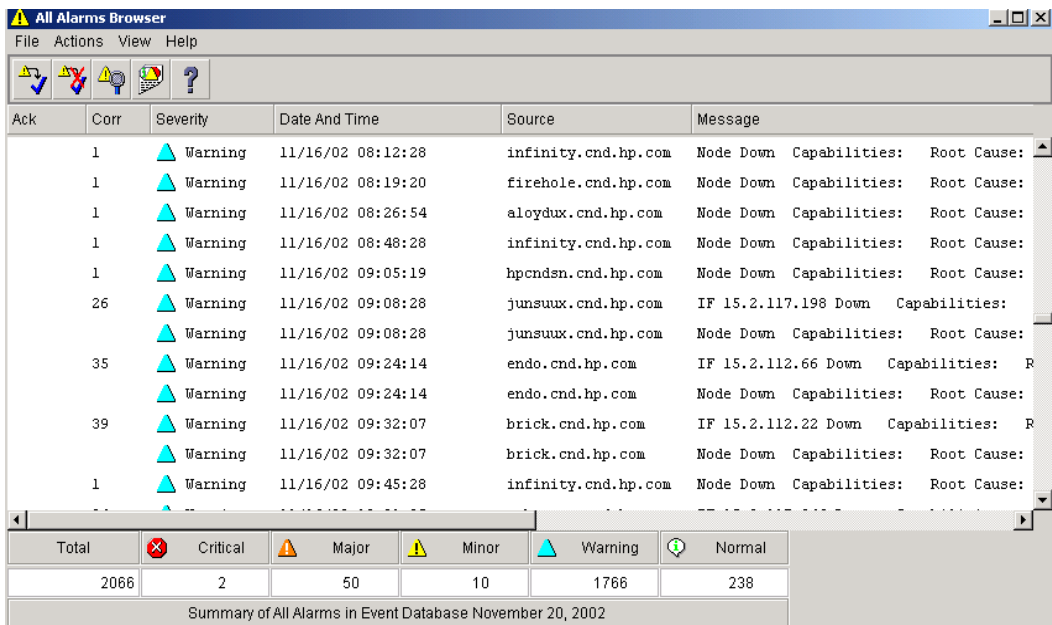 All Alarms Browser
File Actions View Help
Ack Corr Severity Date And Time Source Message
1 Warning 11/16/02 08:12:28 infinity.cnd.hp.com Node Down Capabilities: Root Cause:
1 Warning 11/16/02 08:19:20 firehole.cnd.hp.com Node Down Capabilities: Root Cause:
1 Warning 11/16/02 08:26:54 aloydux.cnd.hp.com Node Down Capabilities: Root Cause:
1 Warning 11/16/02 08:48:28 infinity.cnd.hp.com Node Down Capabilities: Root Cause:
1 Warning 11/16/02 09:05:19 hpcndsn.cnd.hp.com Node Down Capabilities: Root Cause:
26 Warning 11/16/02 09:08:28 junsuux.cnd.hp.com IF 15.2.117.198 Down Capabilities:
Warning 11/16/02 09:08:28 junsuux.cnd.hp.com Node Down Capabilities: Root Cause:
35 Warning 11/16/02 09:24:14 endo.cnd.hp.com IF 15.2.112.66 Down Capabilities: R
Warning 11/16/02 09:24:14 endo.cnd.hp.com Node Down Capabilities: Root Cause:
39 Warning 11/16/02 09:32:07 brick.cnd.hp.com IF 15.2.112.22 Down Capabilities: R
Warning 11/16/02 09:32:07 brick.cnd.hp.com Node Down Capabilities: Root Cause:
1 Warning 11/16/02 09:45:28 infinity.cnd.hp.com Node Down Capabilities: Root Cause:
Total Critical Major Minor Warning Normal
2066 2 50 10 1766 238
Summary of All Alarms in Event Database November 20, 2002